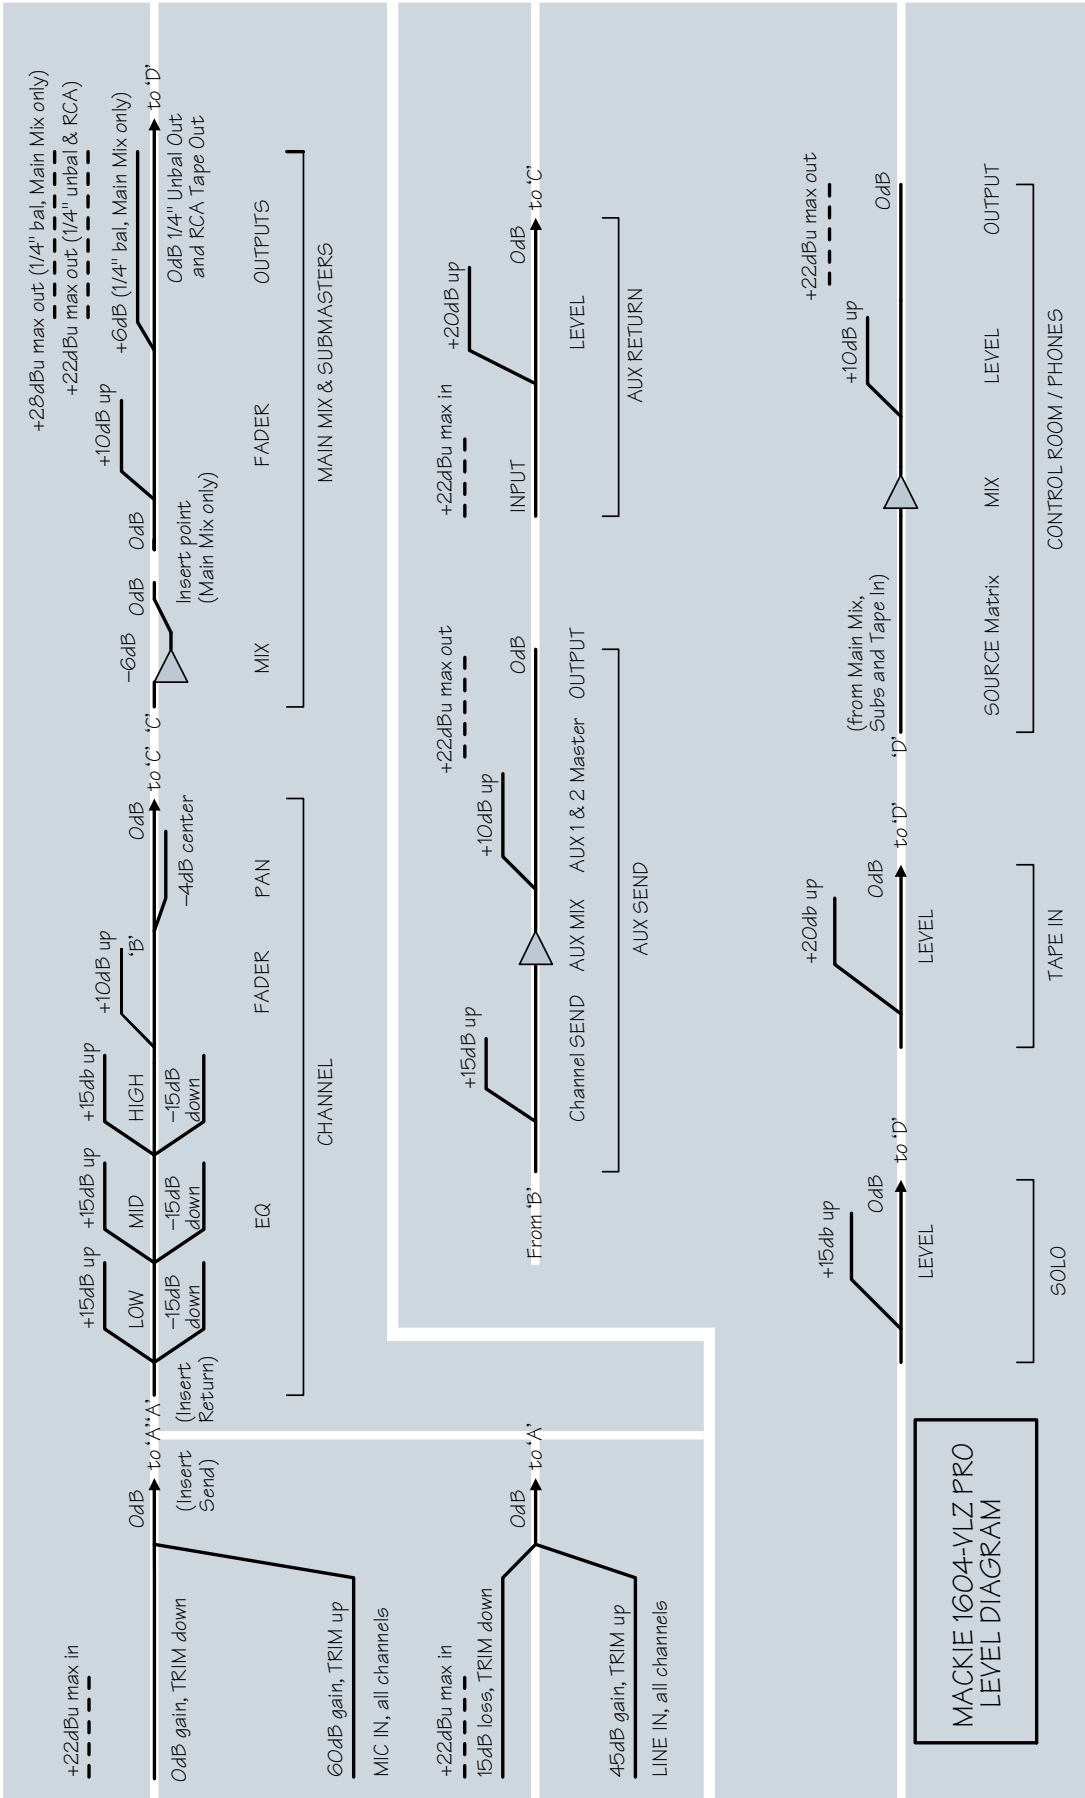 +22dBu max in
0dB gain, TRIM down
60dB gain, TRIM up
MIC IN, all channels
0dB
to 'A'
(Insert
Send)
'A'
(Insert
Return)
+15dB up
LOW
–15dB
down
+15dB up
MID
–15dB
down
+15db up
HIGH
–15dB
down
EQ
+10dB up
'B'
FADER
–4dB center
PAN
0dB
to 'C'
CHANNEL
'C'
–6dB
0dB
MIX
Insert point
(Main Mix only)
0dB
+10dB up
FADER
+28dBu max out (1/4" bal, Main Mix only)
+22dBu max out (1/4" unbal & RCA)
+6dB (1/4" bal, Main Mix only)
0dB 1/4" Unbal Out
and RCA Tape Out
to 'D'
OUTPUTS
MAIN MIX & SUBMASTERS
+22dBu max in
15dB loss, TRIM down
45dB gain, TRIM up
LINE IN, all channels
0dB
to 'A'
From 'B'
+15dB up
Channel SEND
AUX MIX
+10dB up
AUX 1 & 2 Master
+22dBu max out
0dB
OUTPUT
AUX SEND
+22dBu max in
INPUT
+20dB up
LEVEL
0dB
to 'C'
AUX RETURN
MACKIE 1604-VLZ PRO
LEVEL DIAGRAM
+15db up
LEVEL
0dB
to 'D'
SOLO
+20db up
LEVEL
0dB
to 'D'
TAPE IN
'D'
(from Main Mix,
Subs and Tape In)
SOURCE Matrix
MIX
+10dB up
LEVEL
+22dBu max out
0dB
OUTPUT
CONTROL ROOM / PHONES